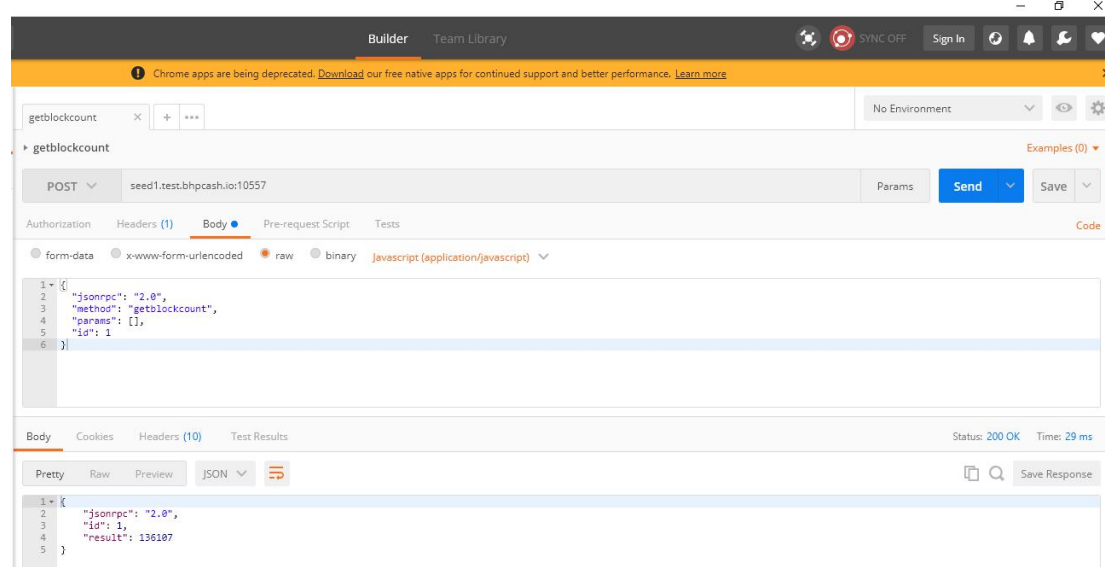 Builder Team Library SYNC OFF Sign In
Chrome apps are being deprecated. Download our free native apps for continued support and better performance. Learn more
getblockcount + ••• No Environment
getblockcount Examples (0)
POST seed1.test.bhpcash.io:10557 Params Send Save
Authorization Headers (1) Body Pre-request Script Tests Code
form-data x-www-form-urlencoded raw binary Javascript (application/javascript)
1 {
2 "jsonrpc": "2.0",
3 "method": "getblockcount",
4 "params": [],
5 "id": 1
6 }
Body Cookies Headers (10) Test Results Status: 200 OK Time: 29 ms
Pretty Raw Preview JSON Save Response
1 {
2 "jsonrpc": "2.0",
3 "id": 1,
4 "result": 136107
5 }